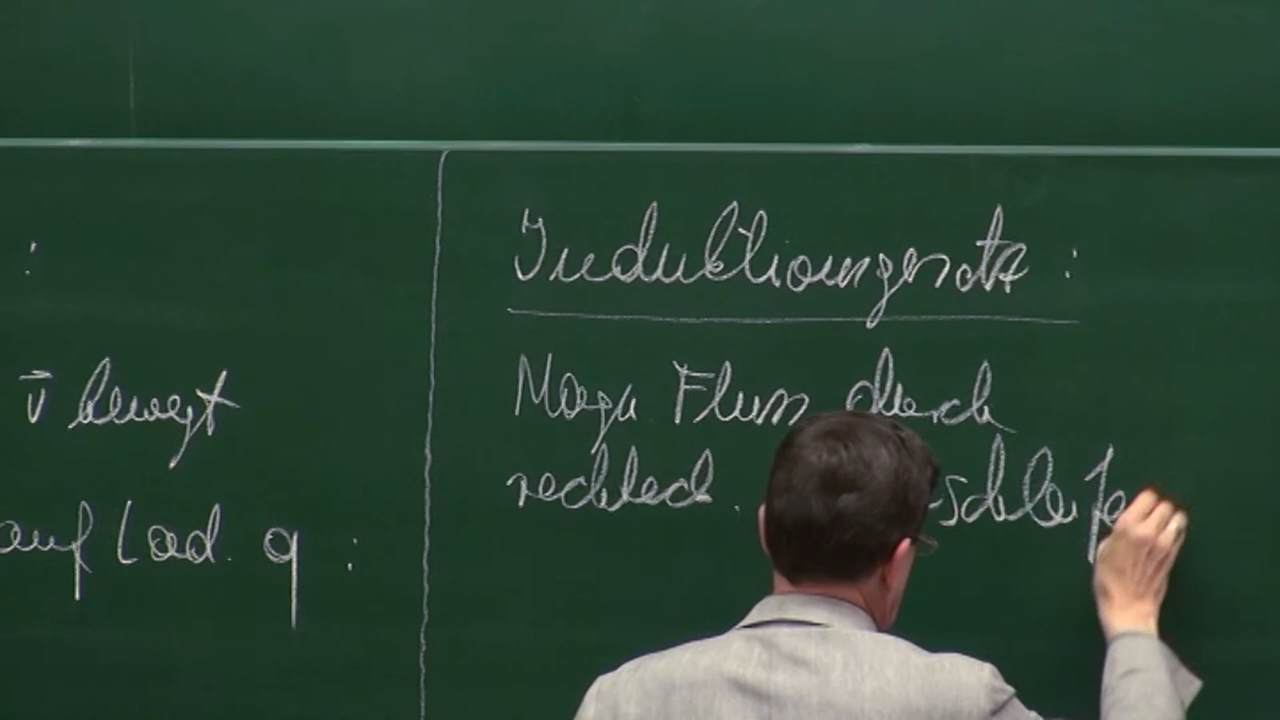 :
v⃗ bewegt
auf Lad. q :
Induktionsgesetz :
Magn Fluss durch
rechteck. -schleife